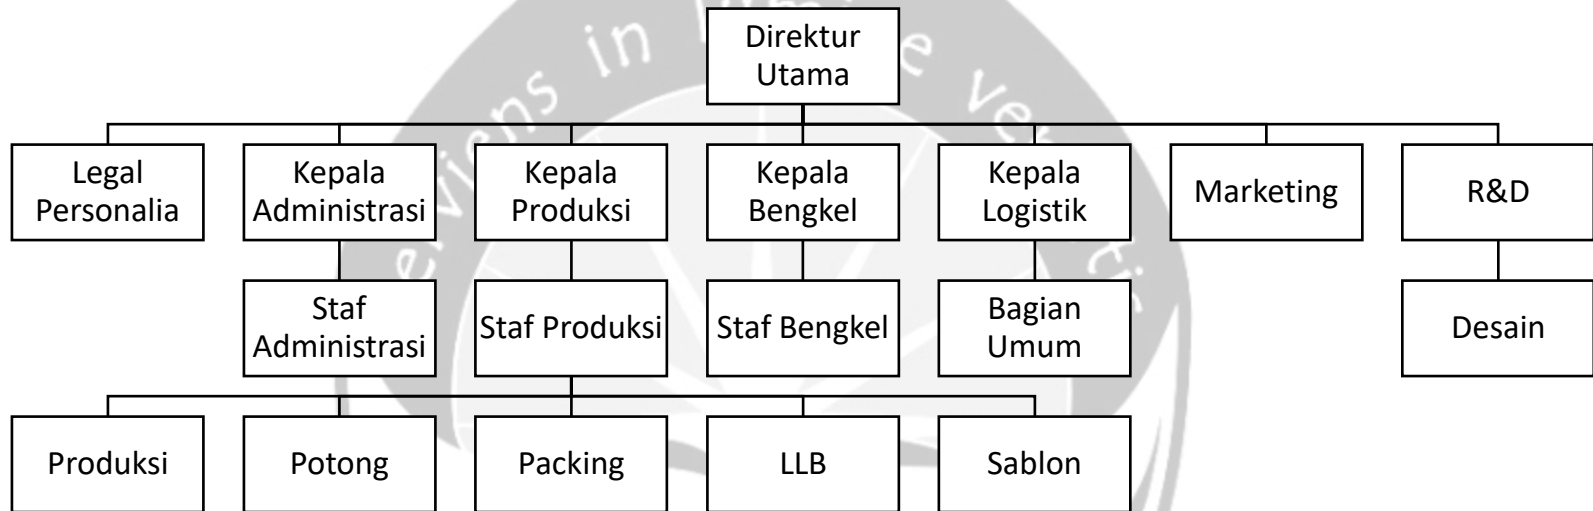 Direktur
Utama
Legal
Personalia
Kepala
Administrasi
Kepala
Produksi
Kepala
Bengkel
Kepala
Logistik
Marketing
R&D
Staf
Administrasi
Staf Produksi
Staf Bengkel
Bagian
Umum
Desain
Produksi
Potong
Packing
LLB
Sablon
in